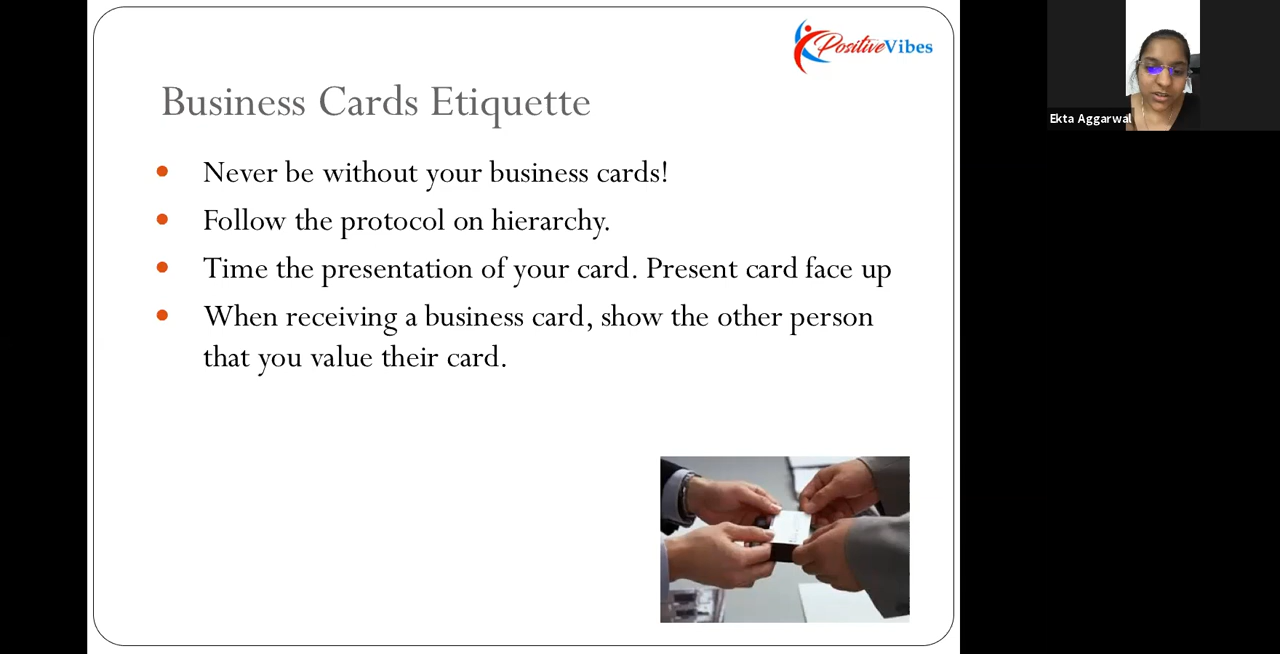 PositiveVibes
Business Cards Etiquette
Never be without your business cards!
Follow the protocol on hierarchy.
Time the presentation of your card. Present card face up
When receiving a business card, show the other person
that you value their card.
Ekta Aggarwal